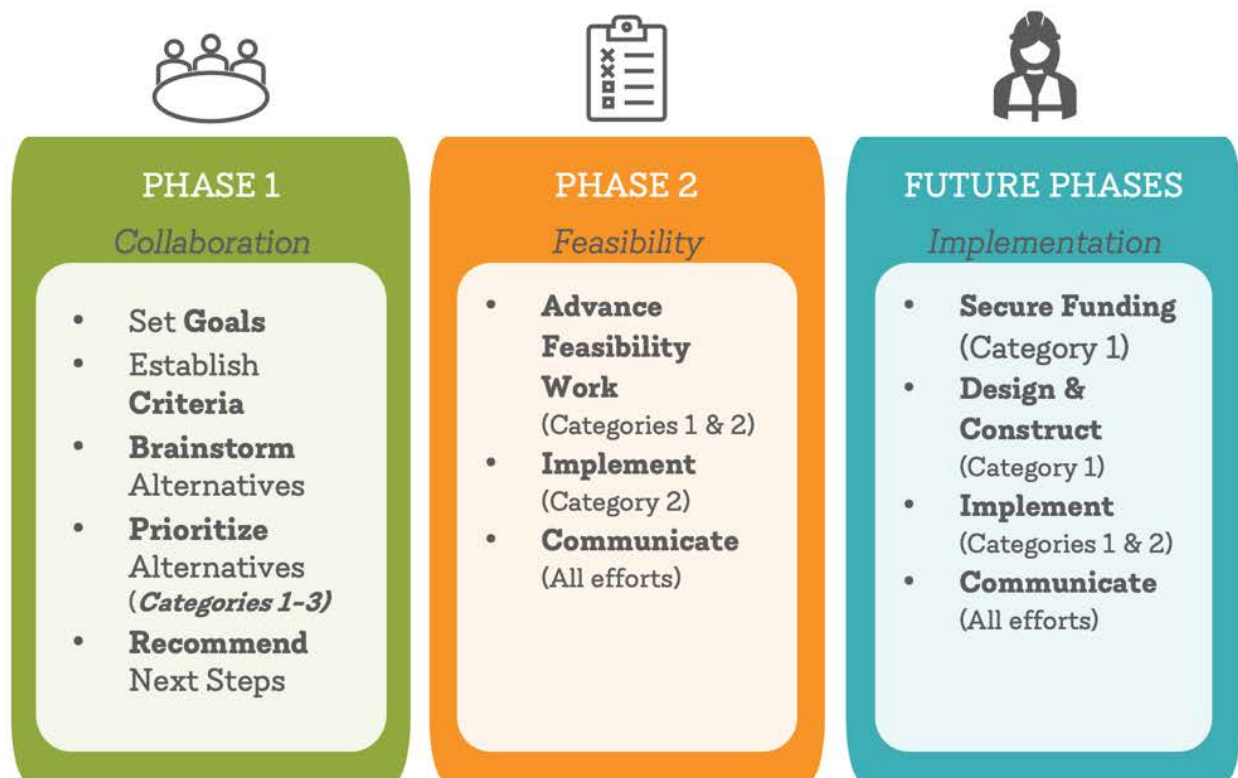 PHASE 1
Collaboration
• Set Goals
• Establish
Criteria
• Brainstorm
Alternatives
• Prioritize
Alternatives
(Categories 1-3)
• Recommend
Next Steps
PHASE 2
Feasibility
• Advance
Feasibility
Work
(Categories 1 & 2)
• Implement
(Category 2)
• Communicate
(All efforts)
FUTURE PHASES
Implementation
• Secure Funding
(Category 1)
• Design &
Construct
(Category 1)
• Implement
(Categories 1 & 2)
• Communicate
(All efforts)